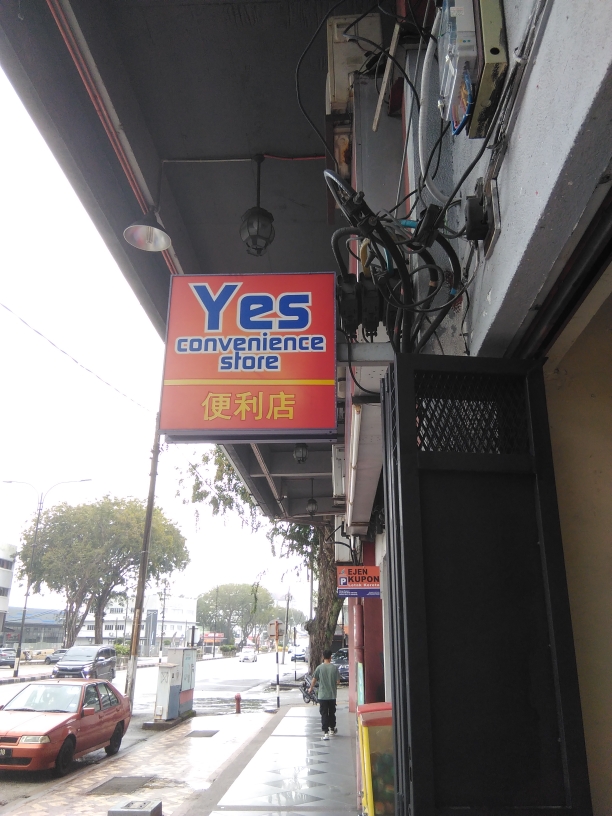 Yes
convenience
store
便利店
EJEN
KUPON